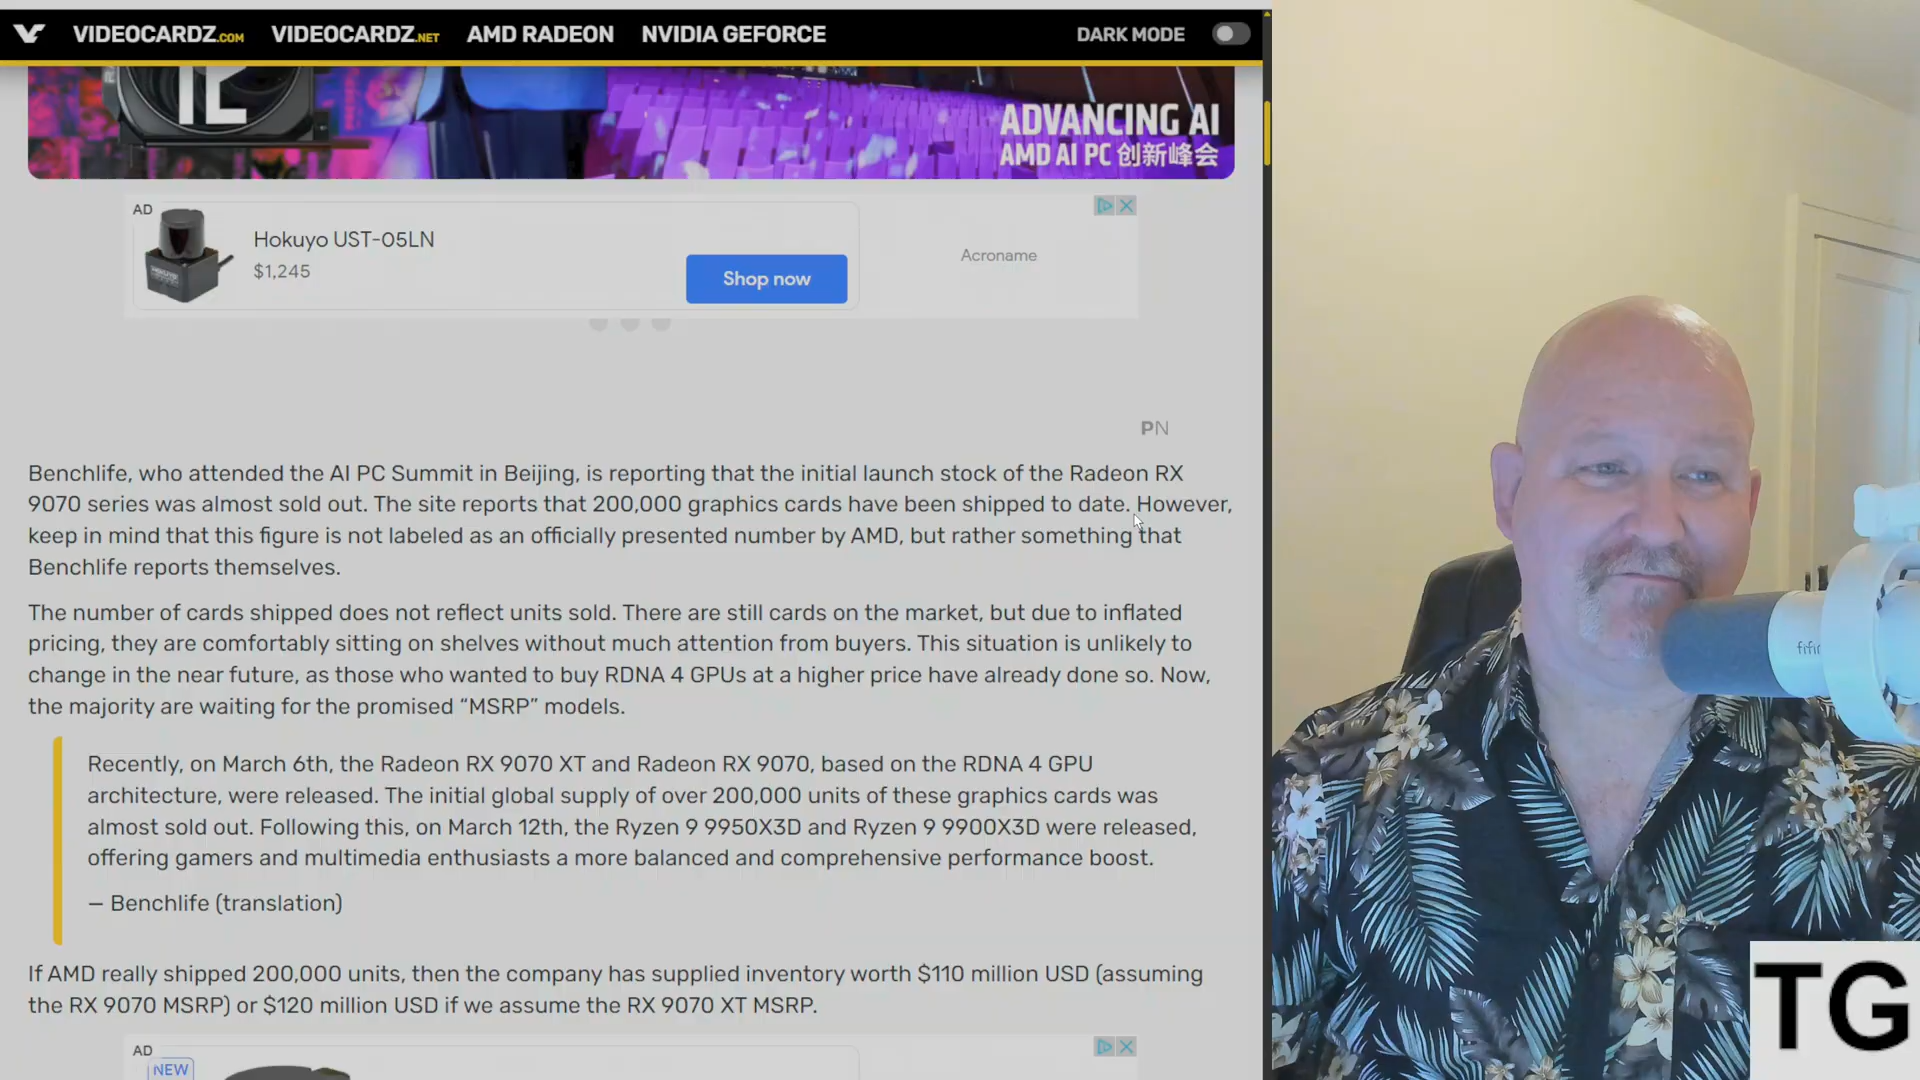 VIDEOCARDZ.COM VIDEOCARDZ.NET AMD RADEON NVIDIA GEFORCE DARK MODE
ADVANCING AI
AMD AI PC 创新峰会
AD
Hokuyo UST-05LN
$1,245
Shop now
Acroname
PN
Benchlife, who attended the AI PC Summit in Beijing, is reporting that the initial launch stock of the Radeon RX
9070 series was almost sold out. The site reports that 200,000 graphics cards have been shipped to date. However,
keep in mind that this figure is not labeled as an officially presented number by AMD, but rather something that
Benchlife reports themselves.
The number of cards shipped does not reflect units sold. There are still cards on the market, but due to inflated
pricing, they are comfortably sitting on shelves without much attention from buyers. This situation is unlikely to
change in the near future, as those who wanted to buy RDNA 4 GPUs at a higher price have already done so. Now,
the majority are waiting for the promised “MSRP” models.
Recently, on March 6th, the Radeon RX 9070 XT and Radeon RX 9070, based on the RDNA 4 GPU
architecture, were released. The initial global supply of over 200,000 units of these graphics cards was
almost sold out. Following this, on March 12th, the Ryzen 9 9950X3D and Ryzen 9 9900X3D were released,
offering gamers and multimedia enthusiasts a more balanced and comprehensive performance boost.
— Benchlife (translation)
If AMD really shipped 200,000 units, then the company has supplied inventory worth $110 million USD (assuming
the RX 9070 MSRP) or $120 million USD if we assume the RX 9070 XT MSRP.
AD
NEW
TG